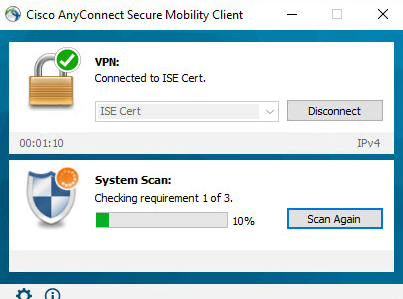 Cisco AnyConnect Secure Mobility Client
VPN:
Connected to ISE Cert.
ISE Cert
Disconnect
00:01:10
IPv4
System Scan:
Checking requirement 1 of 3.
10%
Scan Again